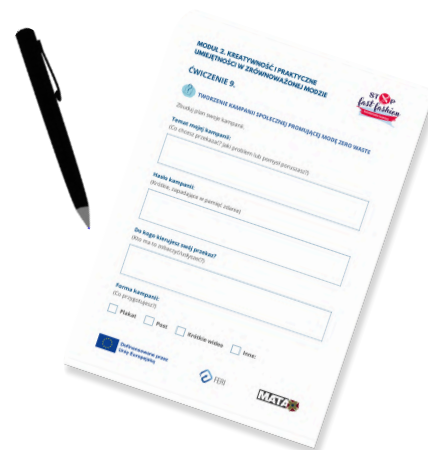 MODUŁ 2. KREATYWNOŚĆ I PRAKTYCZNE
UMIEJĘTNOŚCI W ZRÓWNOWAŻONEJ MODZIE
ST P
fast fashion
ĆWICZENIE 9.
TWORZENIE KAMPANII SPOŁECZNEJ PROMUJĄCEJ MODĘ ZERO WASTE
Zbuduj plan swojej kampanii.
Temat mojej kampanii:
(Co chcesz przekazać? Jaki problem lub pomysł poruszasz?)
Hasło kampanii:
(Krótkie, zapadające w pamięć zdanie)
Do kogo kierujesz swój przekaz?
(Kto ma to zobaczyć/usłyszeć?)
Forma kampanii:
(Co przygotujesz?)
Plakat
Post
Krótkie wideo
Inne:
Dofinansowane przez
Unię Europejską
FERI
MATA